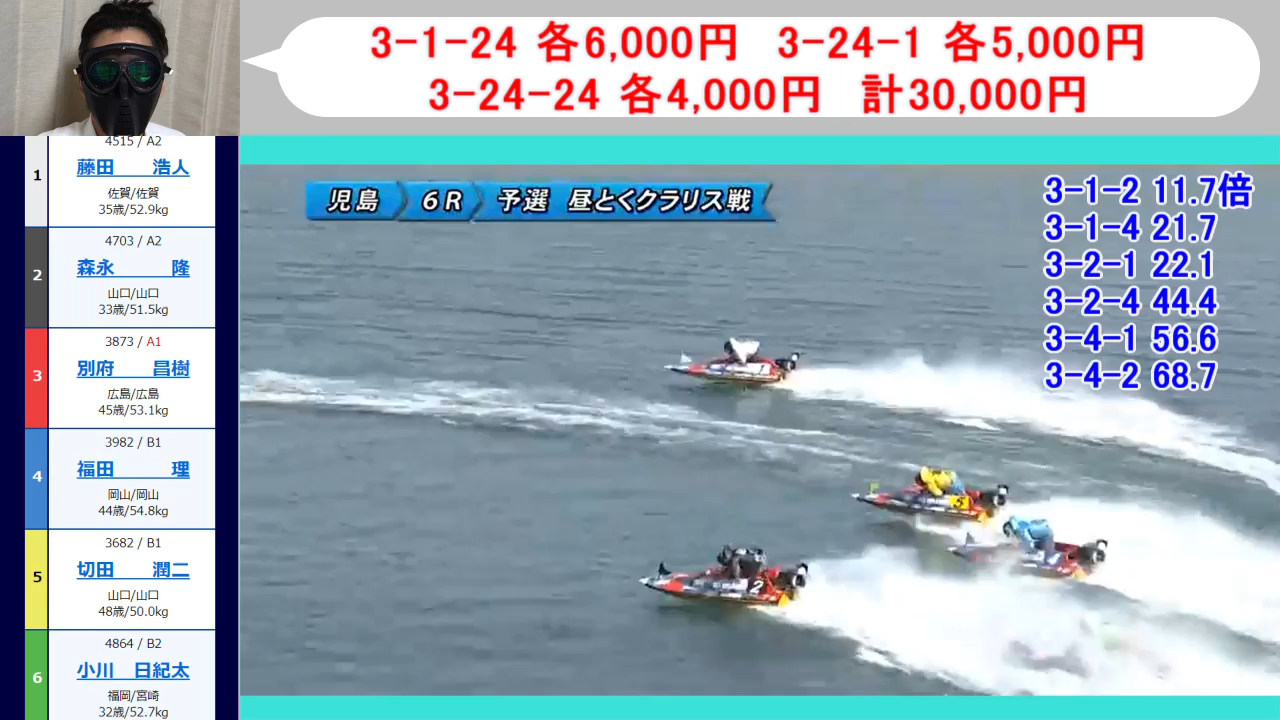 3-1-24 各6,000円　3-24-1 各5,000円
3-24-24 各4,000円　計30,000円
4515 / A2
1
藤田　　浩人
佐賀/佐賀
35歳/52.9kg
4703 / A2
2
森永　　　隆
山口/山口
33歳/51.5kg
3873 / A1
3
別府　　昌樹
広島/広島
45歳/53.1kg
3982 / B1
4
福田　　　理
岡山/岡山
44歳/54.8kg
3682 / B1
5
切田　　潤二
山口/山口
48歳/50.0kg
4864 / B2
6
小川　日紀太
福岡/宮崎
32歳/52.7kg
児島　6R　予選　昼とくクラリス戦
3-1-2 11.7倍
3-1-4 21.7
3-2-1 22.1
3-2-4 44.4
3-4-1 56.6
3-4-2 68.7
5
2